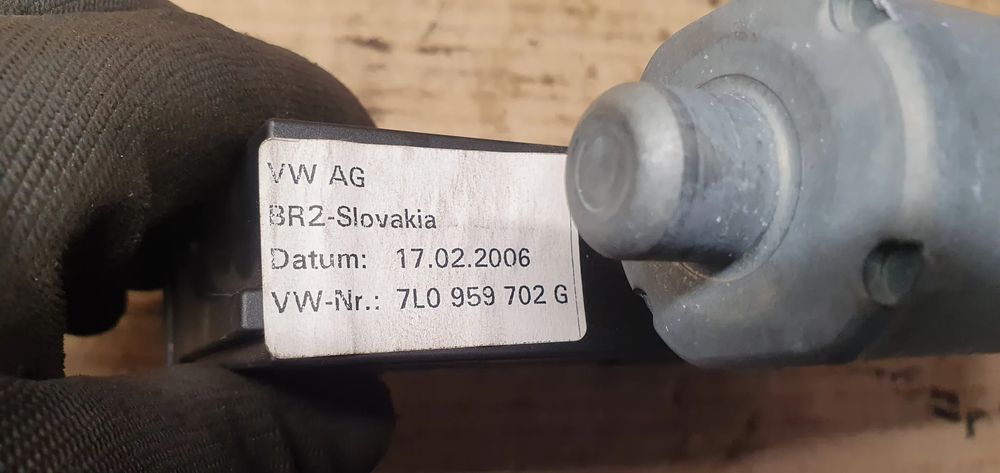 VW AG
BR2-Slovakia
Datum: 17.02.2006
VW-Nr.: 7L0 959 702 G